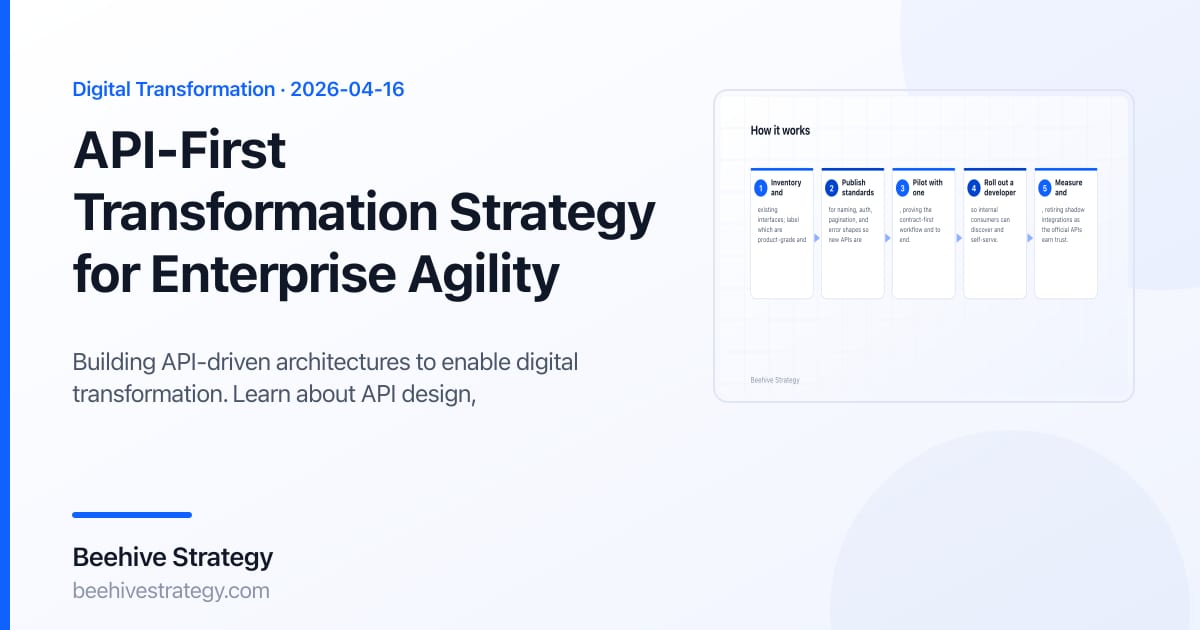 Digital Transformation · 2026-04-16
API-First
Transformation Strategy
for Enterprise Agility
Building API-driven architectures to enable digital
transformation. Learn about API design,
Beehive Strategy
beehivestrategy.com
How it works
1
Inventory
and
existing
interfaces; label
which are
product-grade and
2
Publish
standards
for naming, auth,
pagination, and
error shapes so
new APIs are
3
Pilot with
one
, proving the
contract-first
workflow end to
end.
4
Roll out a
developer
so internal
consumers can
discover and
self-serve.
5
Measure
and
, retiring shadow
integrations as
the official APIs
earn trust.
Beehive Strategy